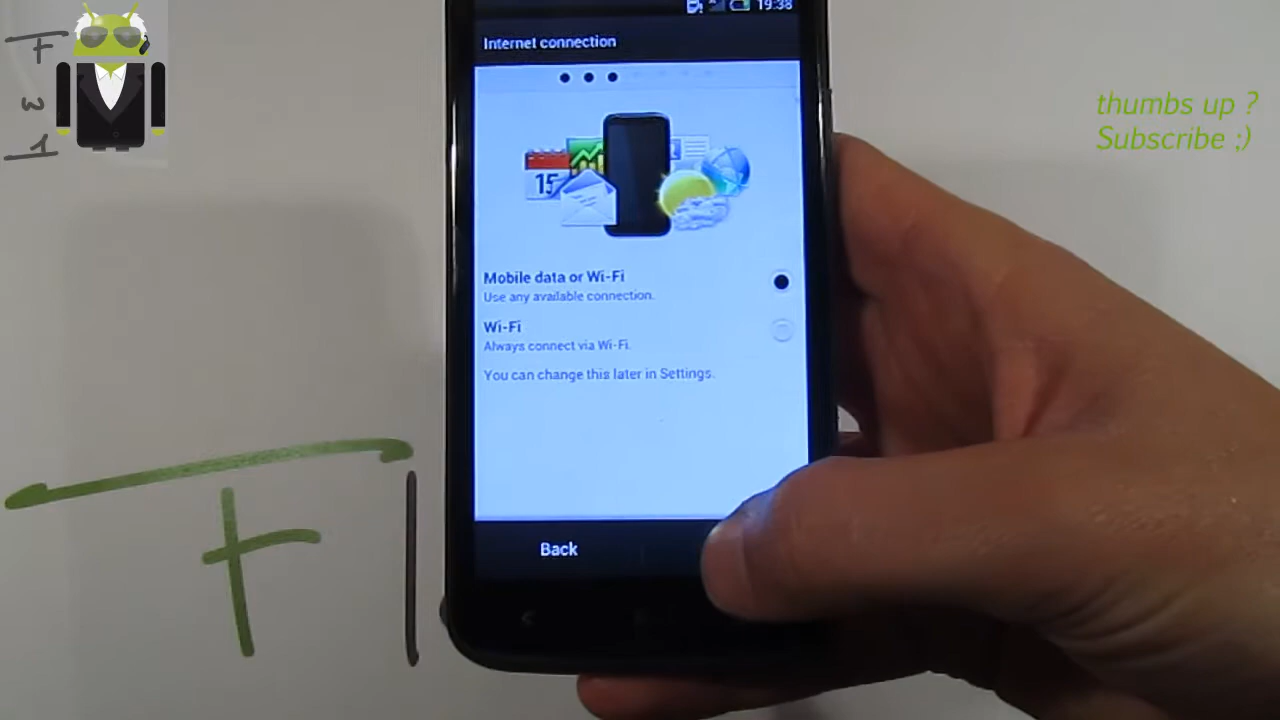 19:38
Internet connection
15
Mobile data or Wi-Fi
Use any available connection.
Wi-Fi
Always connect via Wi-Fi.
You can change this later in Settings.
Back
thumbs up ?
Subscribe ;)
F